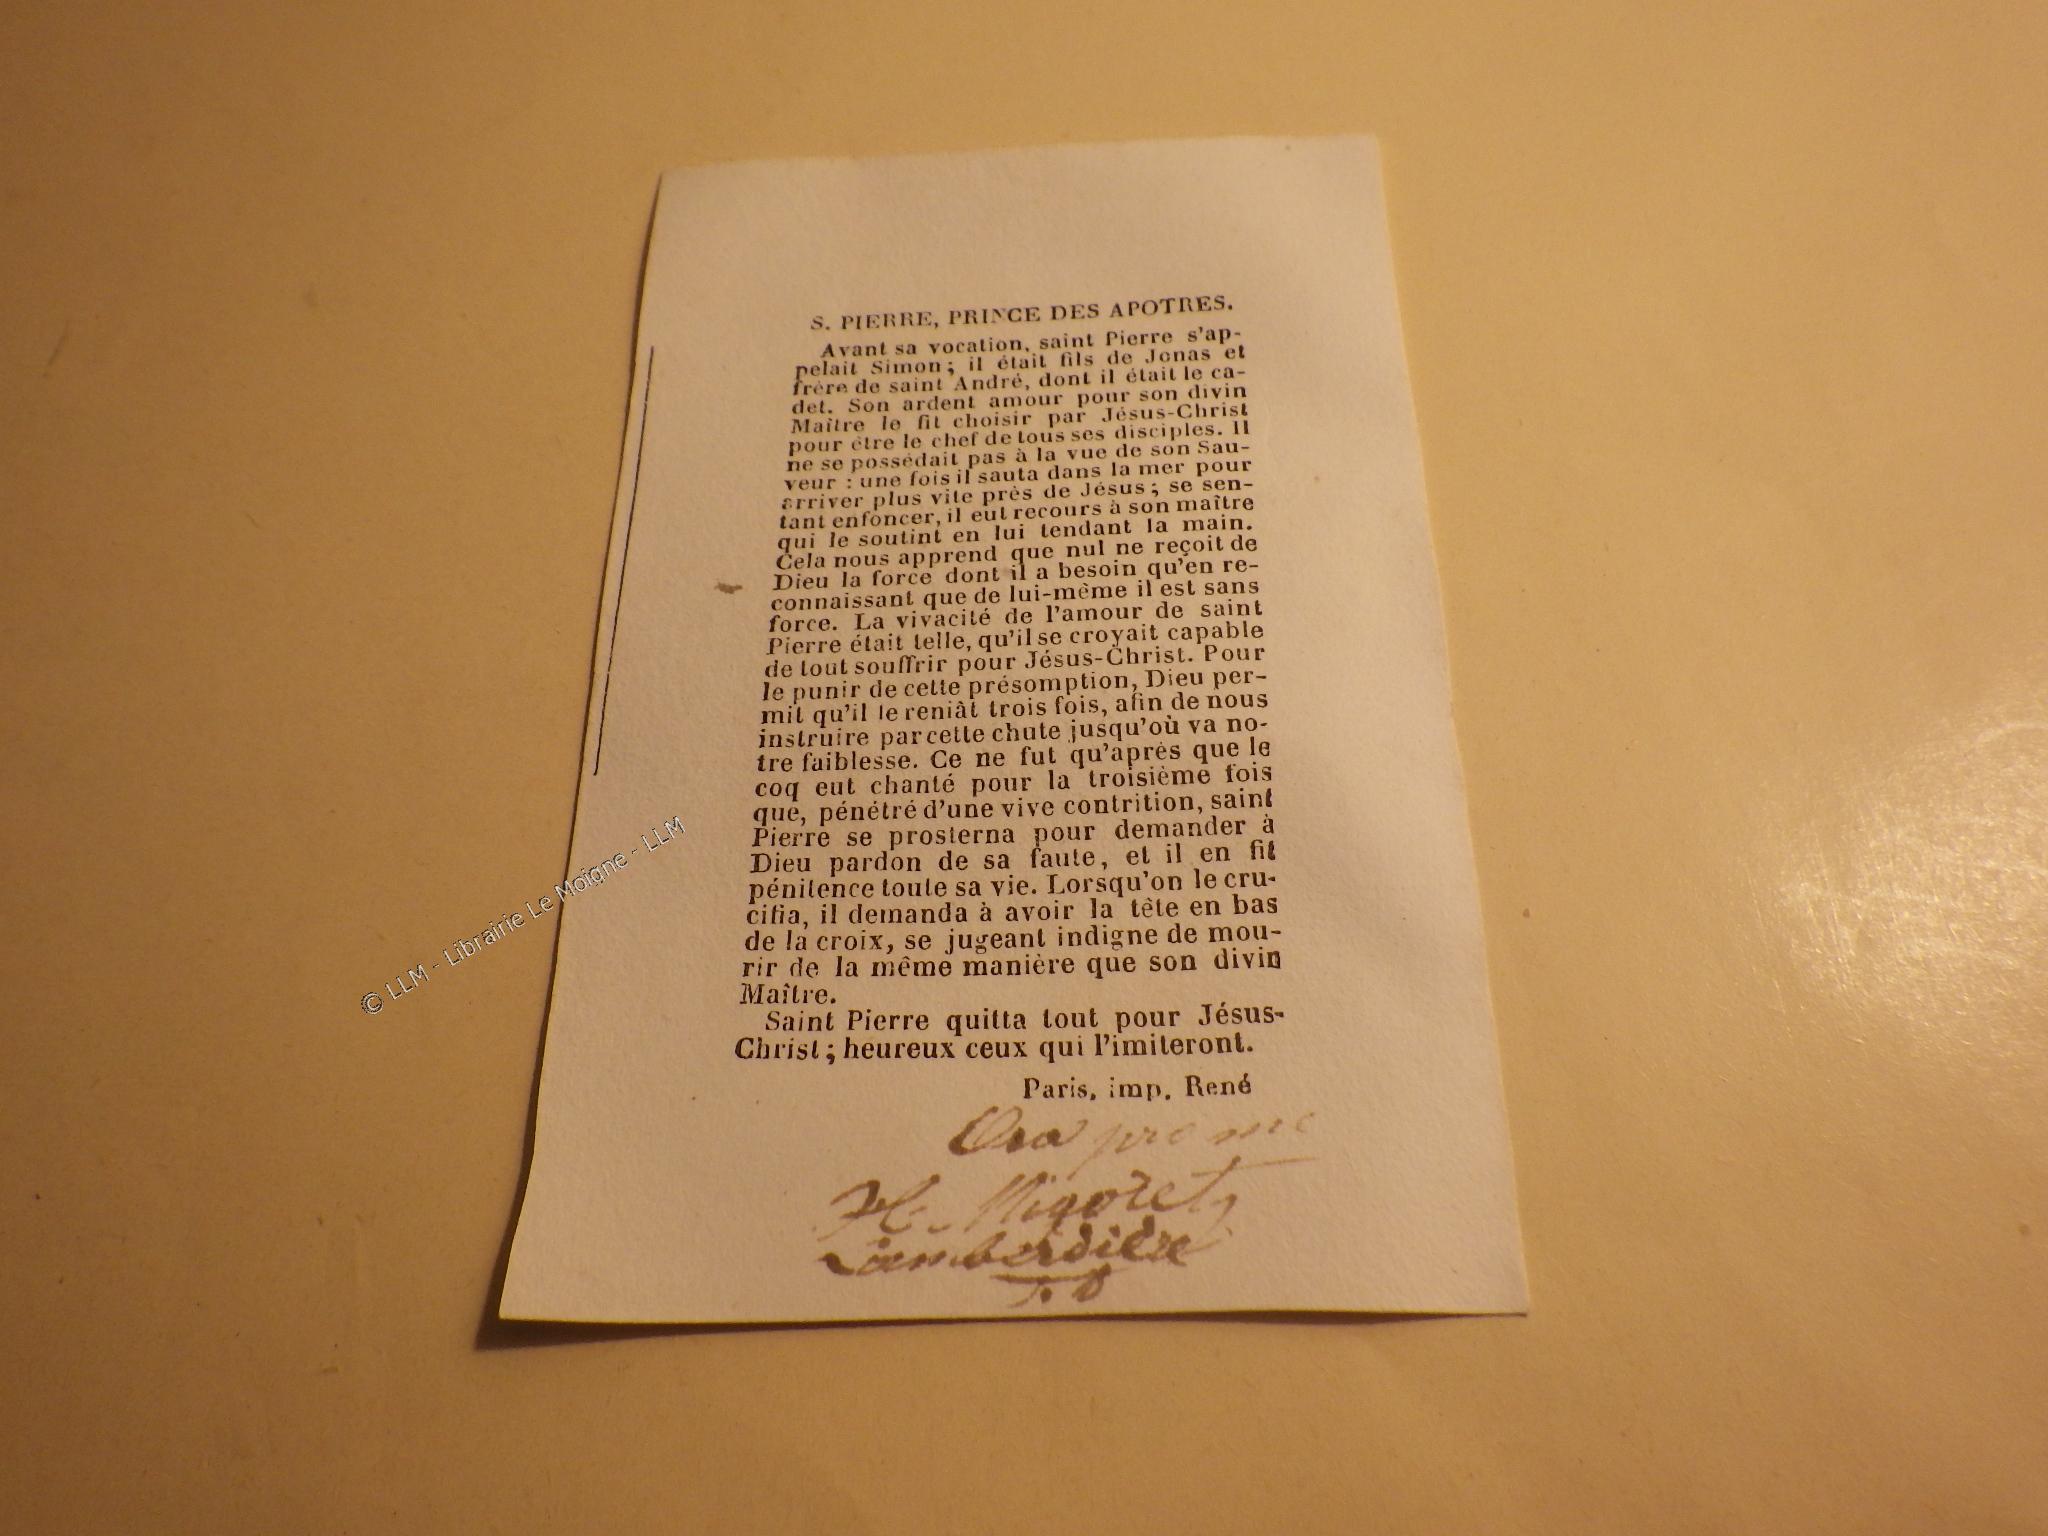 S. PIERRE, PRINCE DES APOTRES.
Avant sa vocation, saint Pierre s'ap-
pelait Simon; il était fils de Jonas et
frère de saint André, dont il était le ca-
det. Son ardent amour pour son divin
Maître le fit choisir par Jésus-Christ
pour être le chef de tous ses disciples. Il
ne se possédait pas à la vue de son Sau-
veur : une fois il sauta dans la mer pour
arriver plus vite près de Jésus; se sen-
tant enfoncer, il eut recours à son maître
qui le soutint en lui tendant la main.
Cela nous apprend que nul ne reçoit de
Dieu la force dont il a besoin qu'en re-
connaissant que de lui-même il est sans
force. La vivacité de l'amour de saint
Pierre était telle, qu'il se croyait capable
de tout souffrir pour Jésus-Christ. Pour
le punir de cette présomption, Dieu per-
mit qu'il le reniât trois fois, afin de nous
instruire par cette chute jusqu'où va no-
tre faiblesse. Ce ne fut qu'après que le
coq eut chanté pour la troisième fois
que, pénétré d'une vive contrition, saint
Pierre se prosterna pour demander à
Dieu pardon de sa faute, et il en fit
pénitence toute sa vie. Lorsqu'on le cru-
cifia, il demanda à avoir la tête en bas
de la croix, se jugeant indigne de mou-
rir de la même manière que son divin
Maître.
Saint Pierre quitta tout pour Jésus-
Christ; heureux ceux qui l'imiteront.
Paris, imp. René
Ora pro me
Lamberdière
© LLM - Librairie Le Moigne - LLM